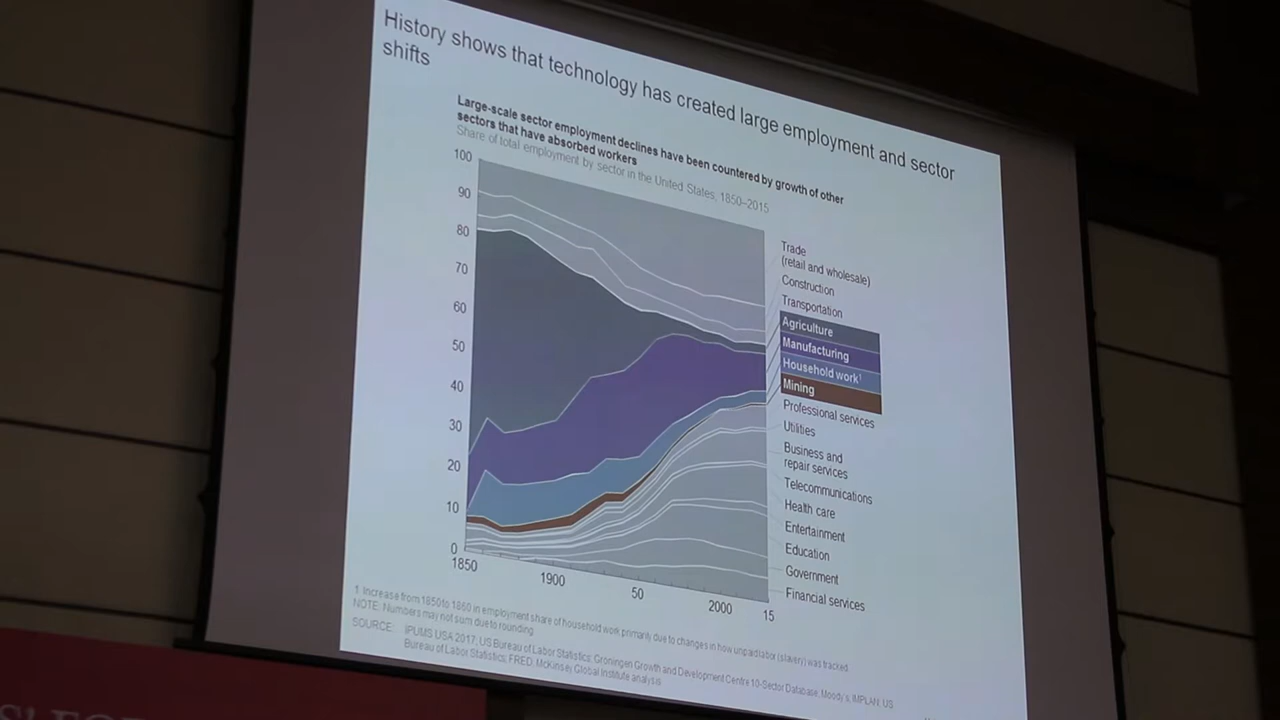 History shows that technology has created large employment and sector
shifts
Large-scale sector employment declines have been countered by growth of other
sectors that have absorbed workers
Share of total employment by sector in the United States, 1850–2015
100
90
80
70
60
50
40
30
20
10
0
1850
1900
50
2000
15
Trade
(retail and wholesale)
Construction
Transportation
Agriculture
Manufacturing
Household work¹
Mining
Professional services
Utilities
Business and
repair services
Telecommunications
Health care
Entertainment
Education
Government
Financial services
1 Increase from 1850 to 1860 in employment share of household work primarily due to changes in how unpaid labor (slavery) was tracked.
NOTE: Numbers may not sum due to rounding.
SOURCE: IPUMS USA 2017; US Bureau of Labor Statistics; Groningen Growth and Development Centre 10-Sector Database; Moody's; IMPLAN; US
Bureau of Labor Statistics; FRED; McKinsey Global Institute analysis